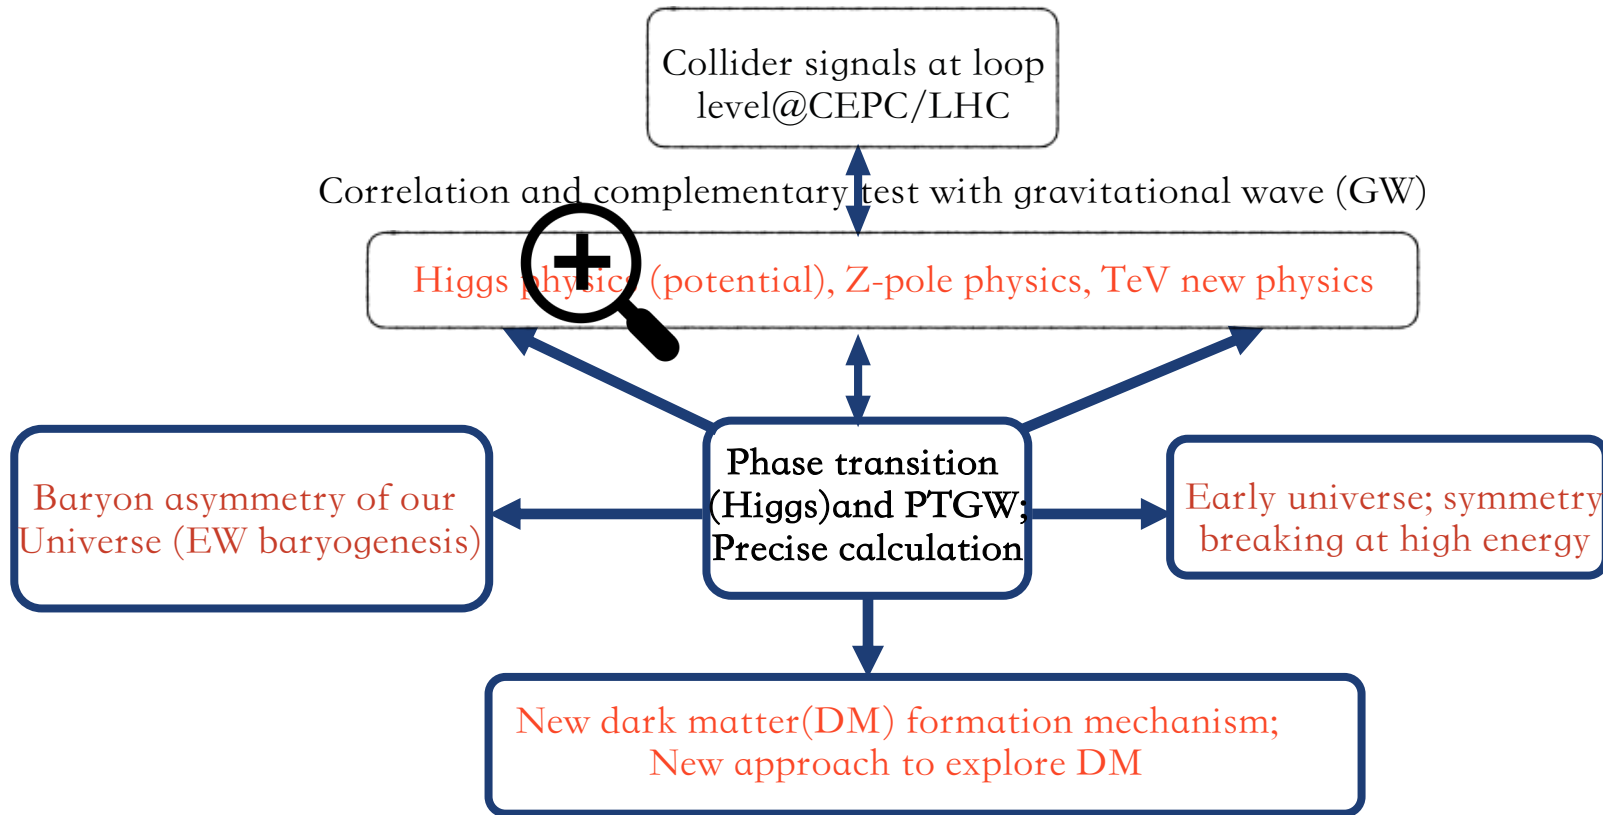 Collider signals at loop
level@CEPC/LHC
Correlation and complementary test with gravitational wave (GW)
Higgs physics (potential), Z-pole physics, TeV new physics
Phase transition
(Higgs)and PTGW;
Precise calculation
Baryon asymmetry of our
Universe (EW baryogenesis)
Early universe; symmetry
breaking at high energy
New dark matter(DM) formation mechanism;
New approach to explore DM